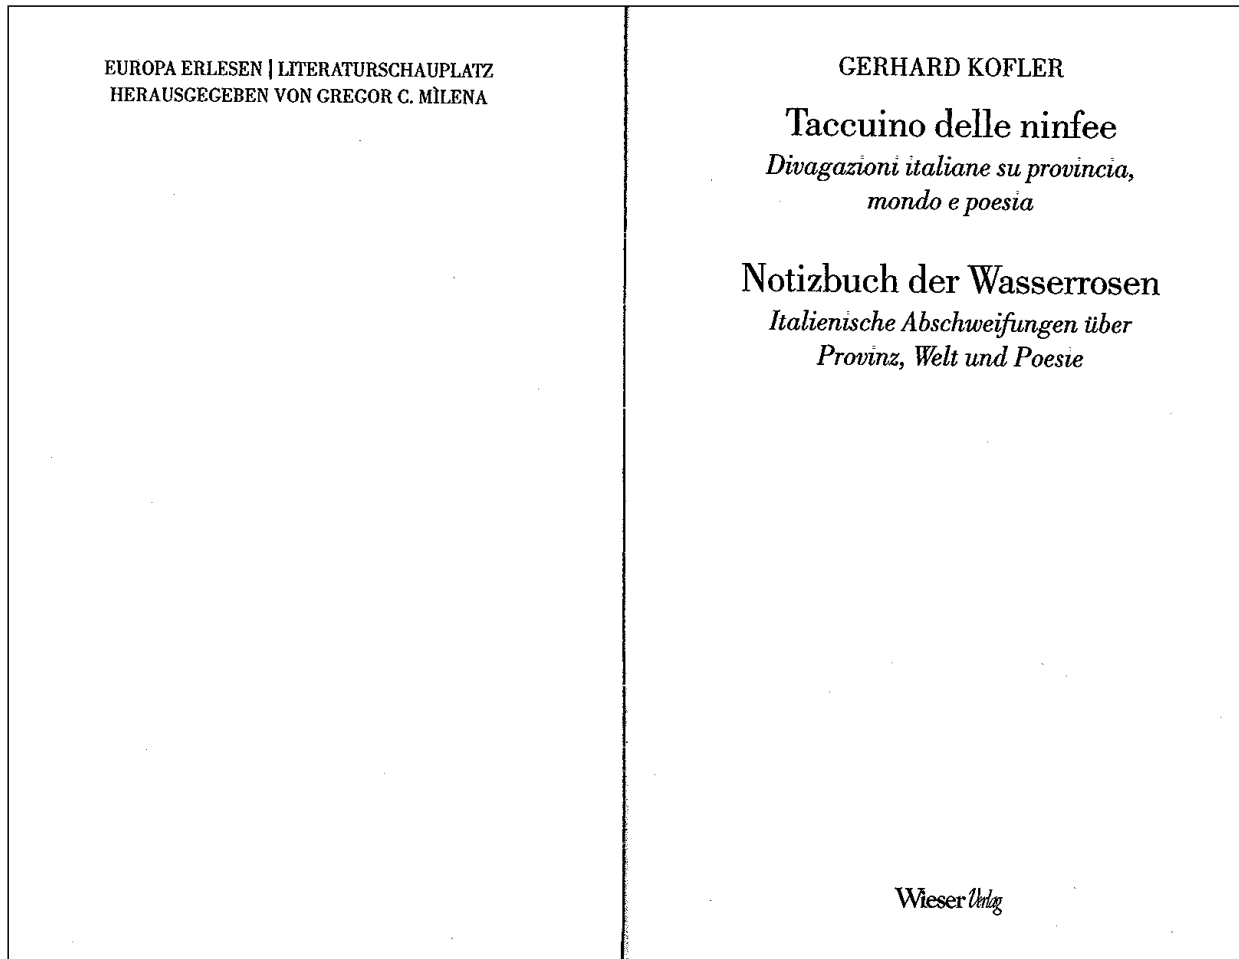 EUROPA ERLESEN | LITERATURSCHAUPLATZ
HERAUSGEGEBEN VON GREGOR C. MÌLENA
GERHARD KOFLER
Taccuino delle ninfee
Divagazioni italiane su provincia,
mondo e poesia
Notizbuch der Wasserrosen
Italienische Abschweifungen über
Provinz, Welt und Poesie
Wieser Verlag